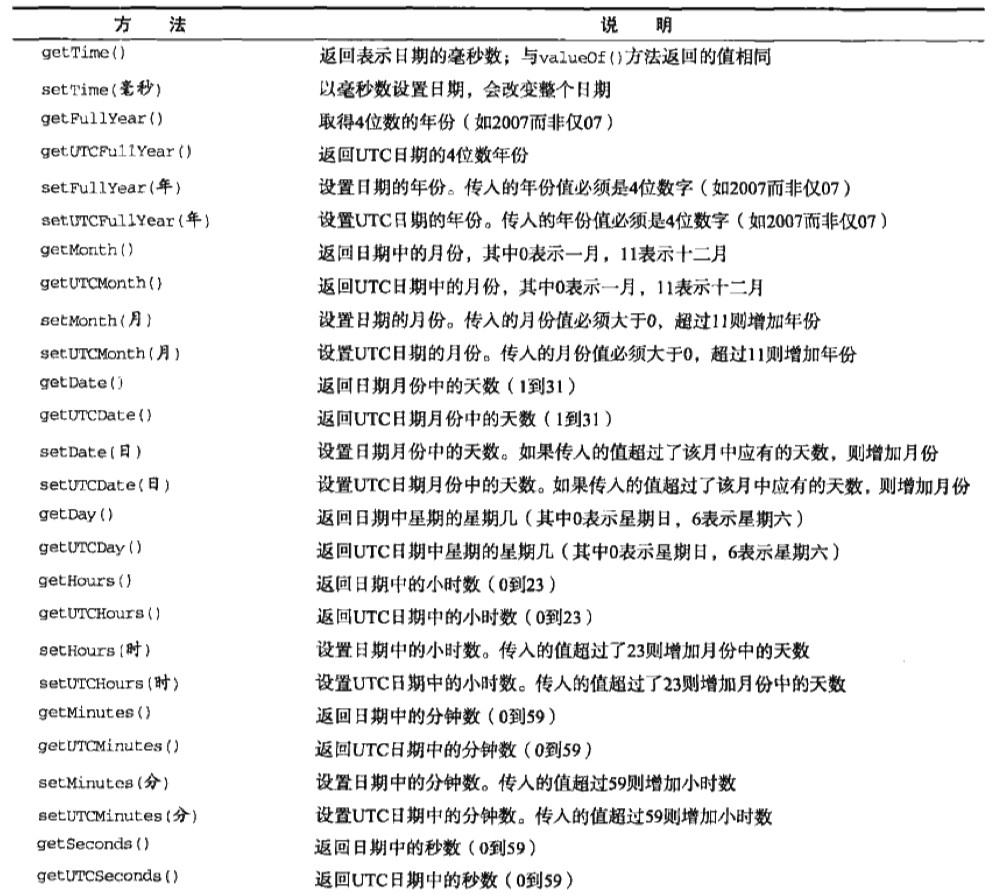 方 法 说 明
getTime() 返回表示日期的毫秒数；与valueOf()方法返回的值相同
setTime(毫秒) 以毫秒数设置日期，会改变整个日期
getFullYear() 取得4位数的年份（如2007而非仅07）
getUTCFullYear() 返回UTC日期的4位数年份
setFullYear(年) 设置日期的年份。传入的年份值必须是4位数字（如2007而非仅07）
setUTCFullYear(年) 设置UTC日期的年份。传入的年份值必须是4位数字（如2007而非仅07）
getMonth() 返回日期中的月份，其中0表示一月，11表示十二月
getUTCMonth() 返回UTC日期中的月份，其中0表示一月，11表示十二月
setMonth(月) 设置日期的月份。传入的月份值必须大于0，超过11则增加年份
setUTCMonth(月) 设置UTC日期的月份。传入的月份值必须大于0，超过11则增加年份
getDate() 返回日期月份中的天数（1到31）
getUTCDate() 返回UTC日期月份中的天数（1到31）
setDate(日) 设置日期月份中的天数。如果传入的值超过了该月中应有的天数，则增加月份
setUTCDate(日) 设置UTC日期月份中的天数。如果传入的值超过了该月中应有的天数，则增加月份
getDay() 返回日期中星期的星期几（其中0表示星期日，6表示星期六）
getUTCDay() 返回UTC日期中星期的星期几（其中0表示星期日，6表示星期六）
getHours() 返回日期中的小时数（0到23）
getUTCHours() 返回UTC日期中的小时数（0到23）
setHours(时) 设置日期中的小时数。传入的值超过了23则增加月份中的天数
setUTCHours(时) 设置UTC日期中的小时数。传入的值超过了23则增加月份中的天数
getMinutes() 返回日期中的分钟数（0到59）
getUTCMinutes() 返回UTC日期中的分钟数（0到59）
setMinutes(分) 设置日期中的分钟数。传入的值超过59则增加小时数
setUTCMinutes(分) 设置UTC日期中的分钟数。传入的值超过59则增加小时数
getSeconds() 返回日期中的秒数（0到59）
getUTCSeconds() 返回UTC日期中的秒数（0到59）